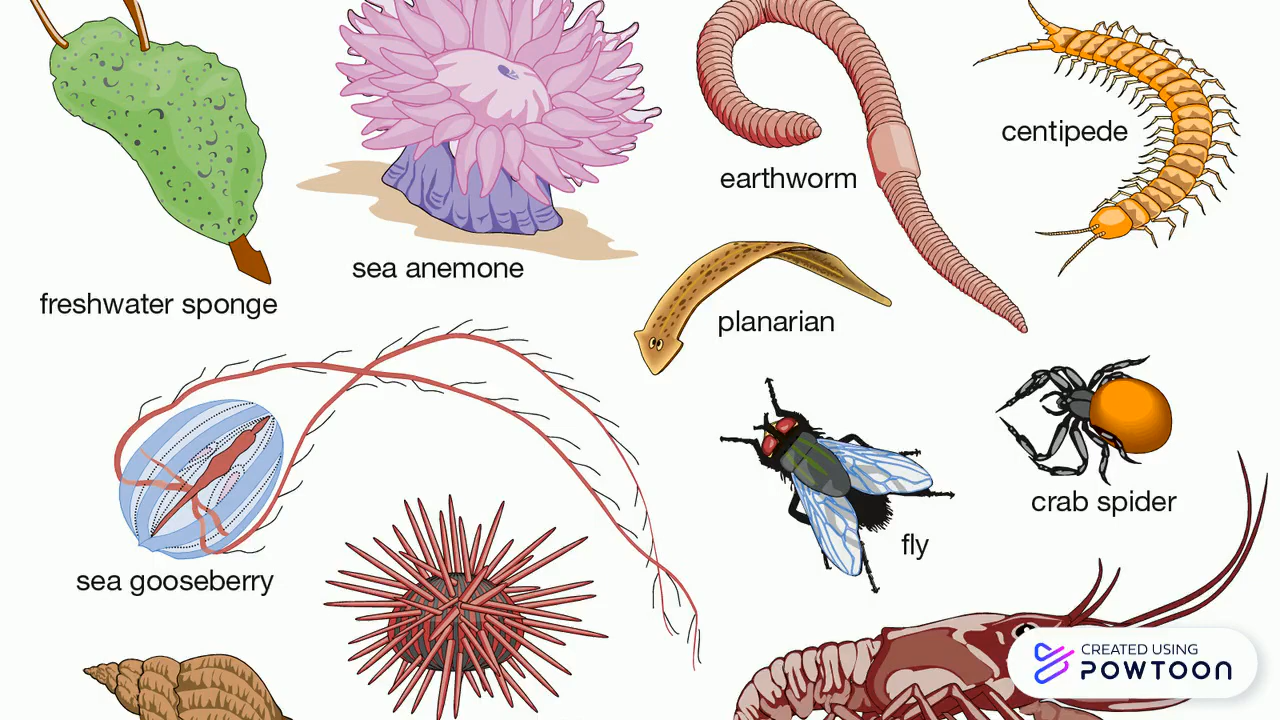 centipede
earthworm
sea anemone
freshwater sponge
planarian
crab spider
fly
sea gooseberry
CREATED USING
POWTOON